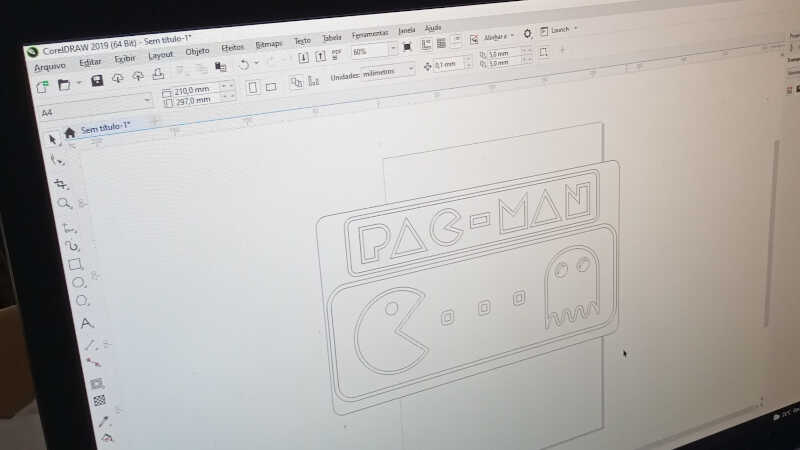 CorelDRAW 2019 (64 Bit) - Sem título-1*
Arquivo Editar Exibir Layout Objeto Efeitos Bitmaps Texto Tabela Ferramentas Janela Ajuda
PDF 60% Alinhar a Launch
A4 210,0 mm 297,0 mm Unidades: milímetros 0,1 mm 5,0 mm 5,0 mm
Sem título-1*
PAC-MAN